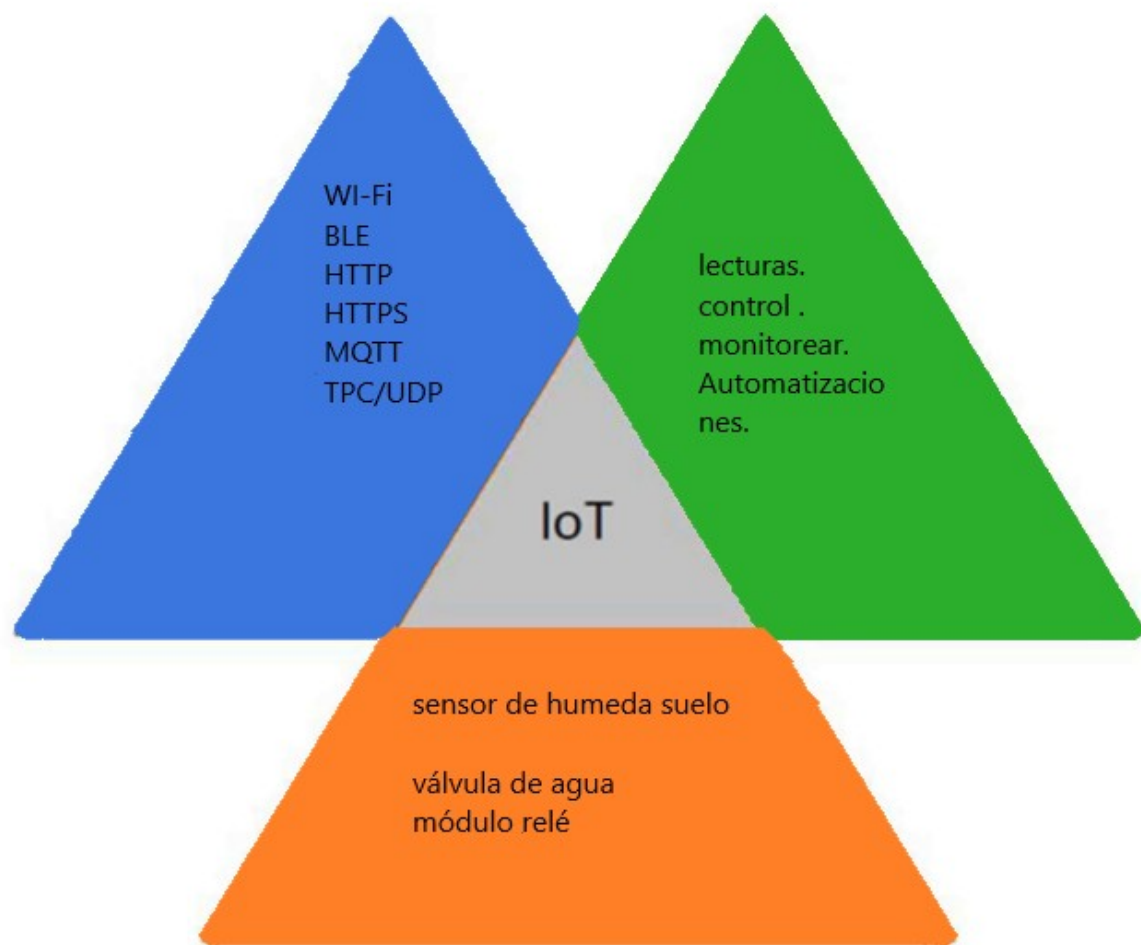 WI-Fi
BLE
HTTP
HTTPS
MQTT
TPC/UDP
lecturas.
control .
monitorear.
Automatizacio
nes.
IoT
sensor de humeda suelo
válvula de agua
módulo relé